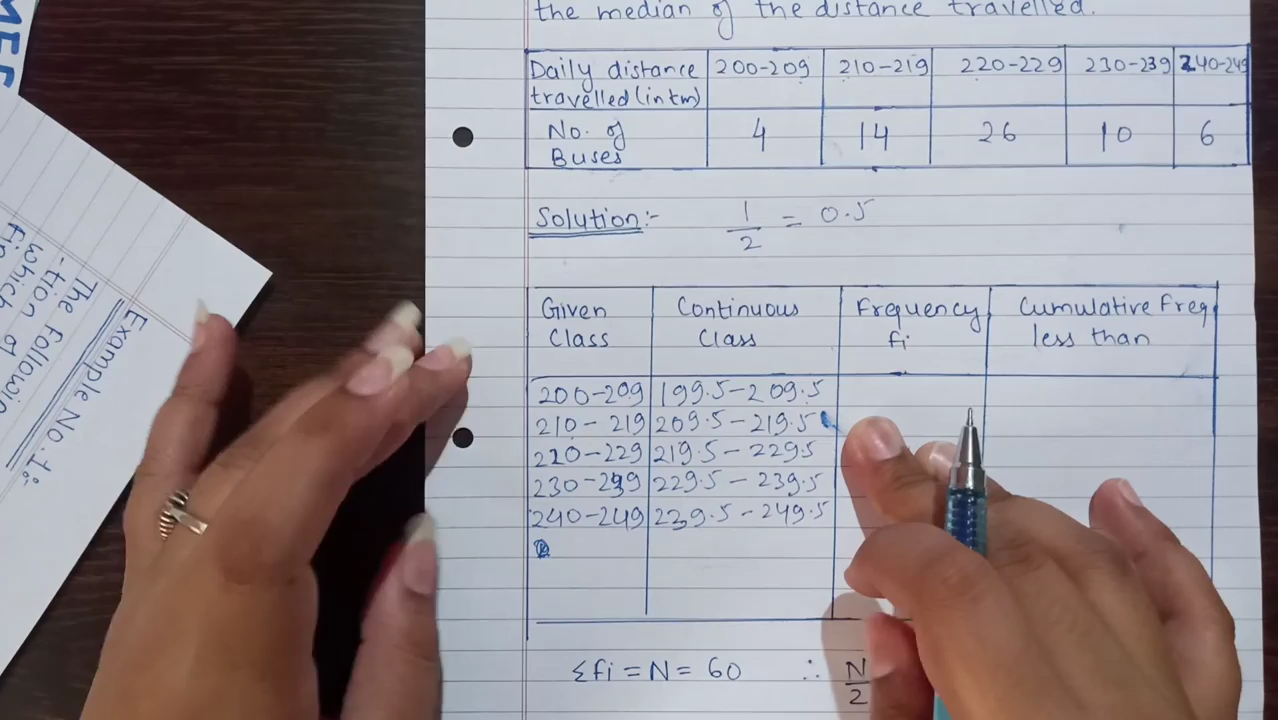 the median of the distance travelled.
Daily distance travelled (in km) 200-209 210-219 220-229 230-239 240-249
No. of Buses 4 14 26 10 6
Solution:- 1/2 = 0.5
Given Class Continuous Class Frequency fi Cumulative Freq less than
200-209 199.5-209.5
210-219 209.5-219.5
220-229 219.5-229.5
230-239 229.5-239.5
240-249 239.5-249.5
Σfi = N = 60 ∴ N/2
Example No. 1:
The Followin
-tion of
which
Fin